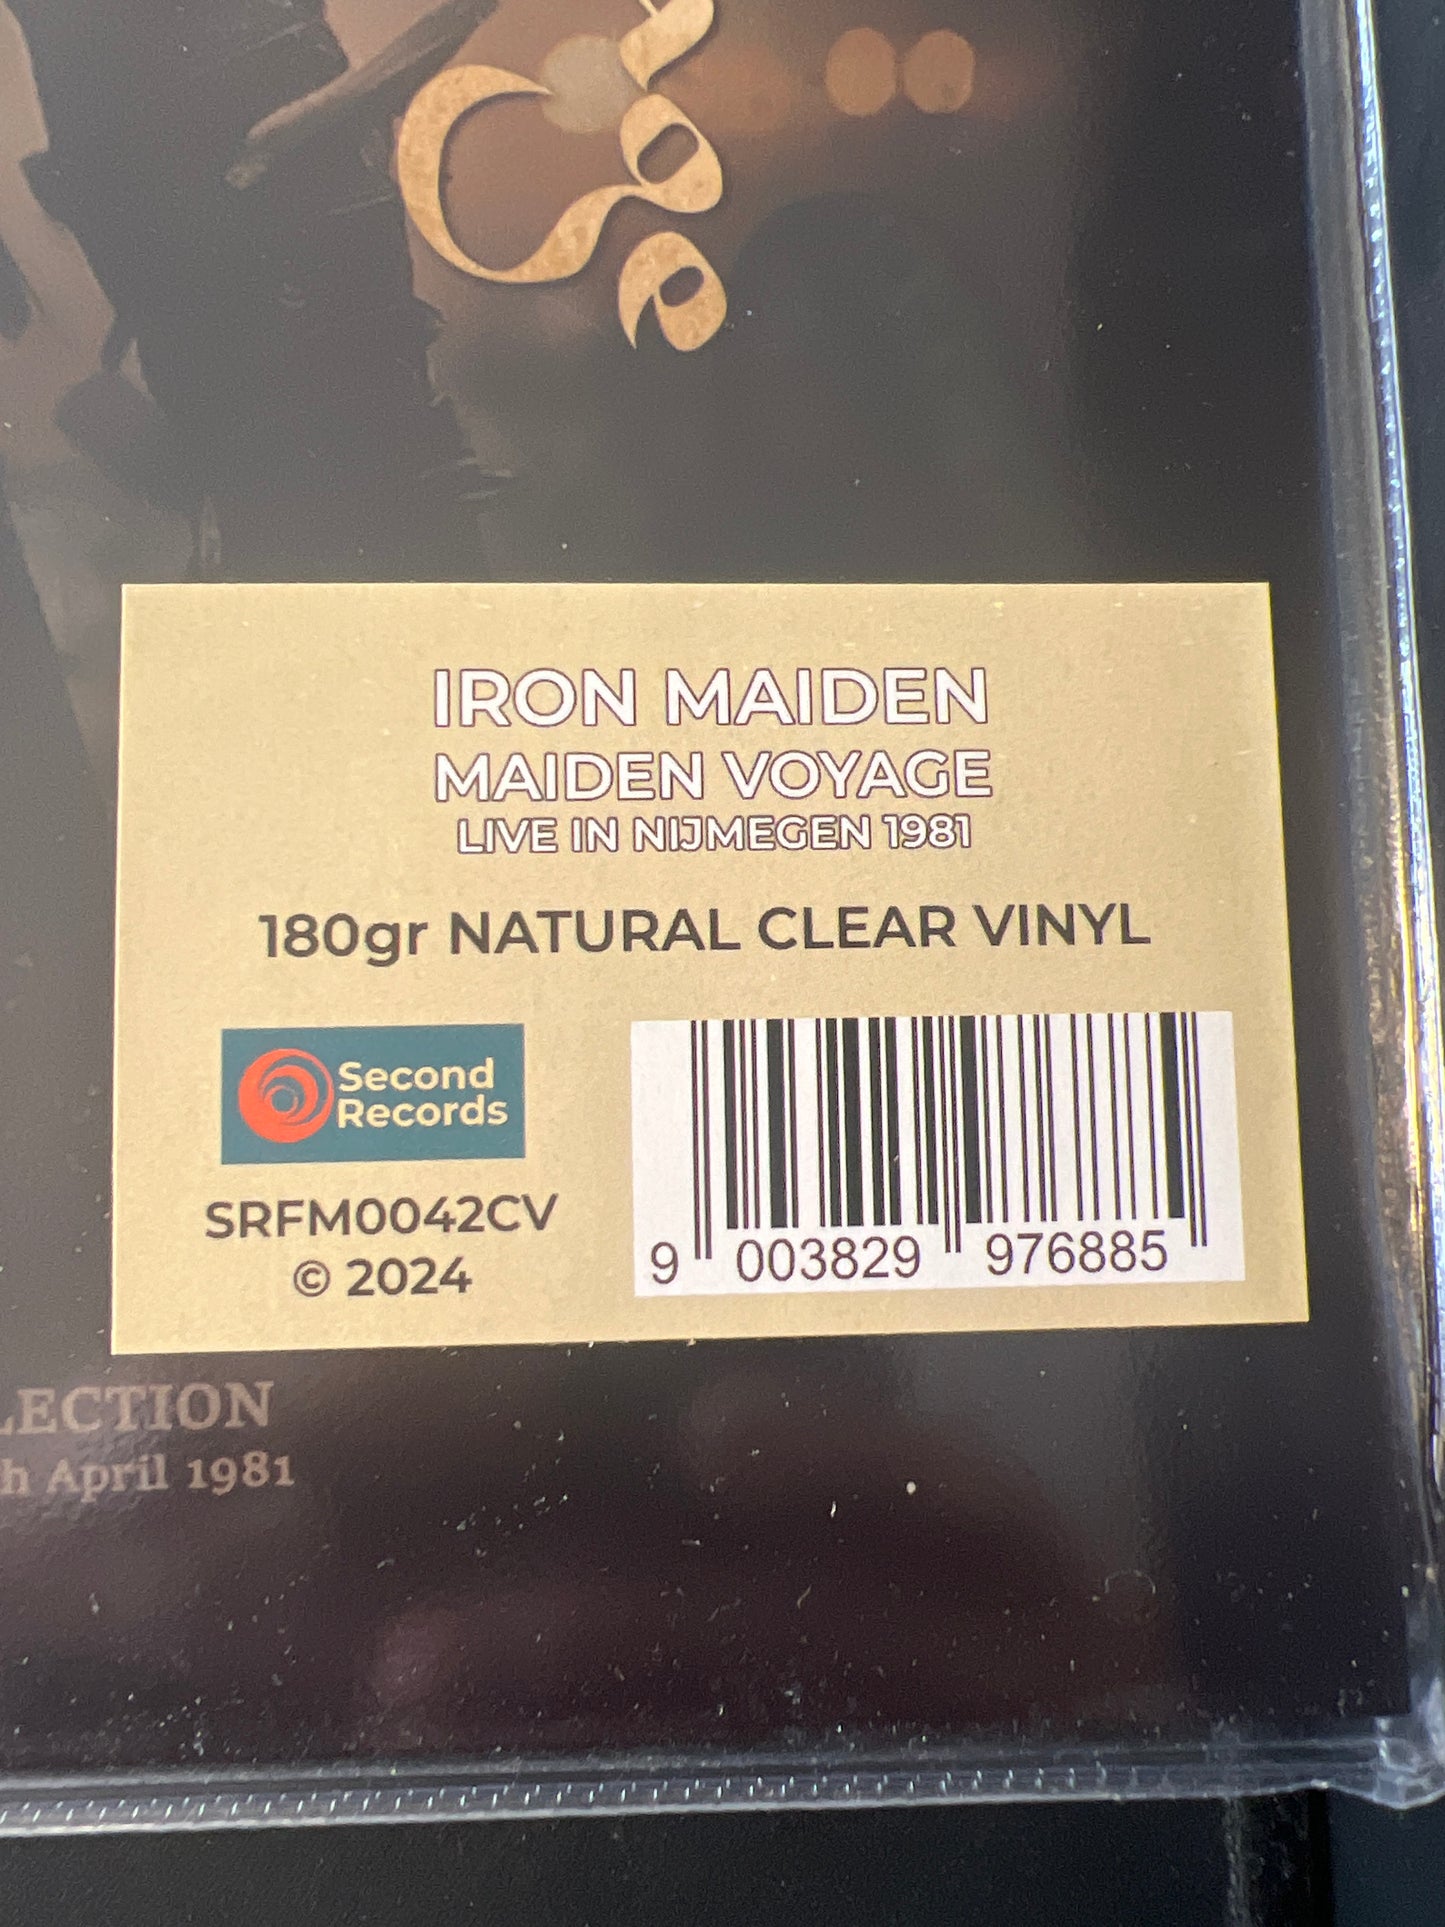 IRON MAIDEN
MAIDEN VOYAGE
LIVE IN NIJMEGEN 1981
180gr NATURAL CLEAR VINYL
Second
Records
SRFM0042CV
© 2024
9 003829 976885
LECTION
h April 1981